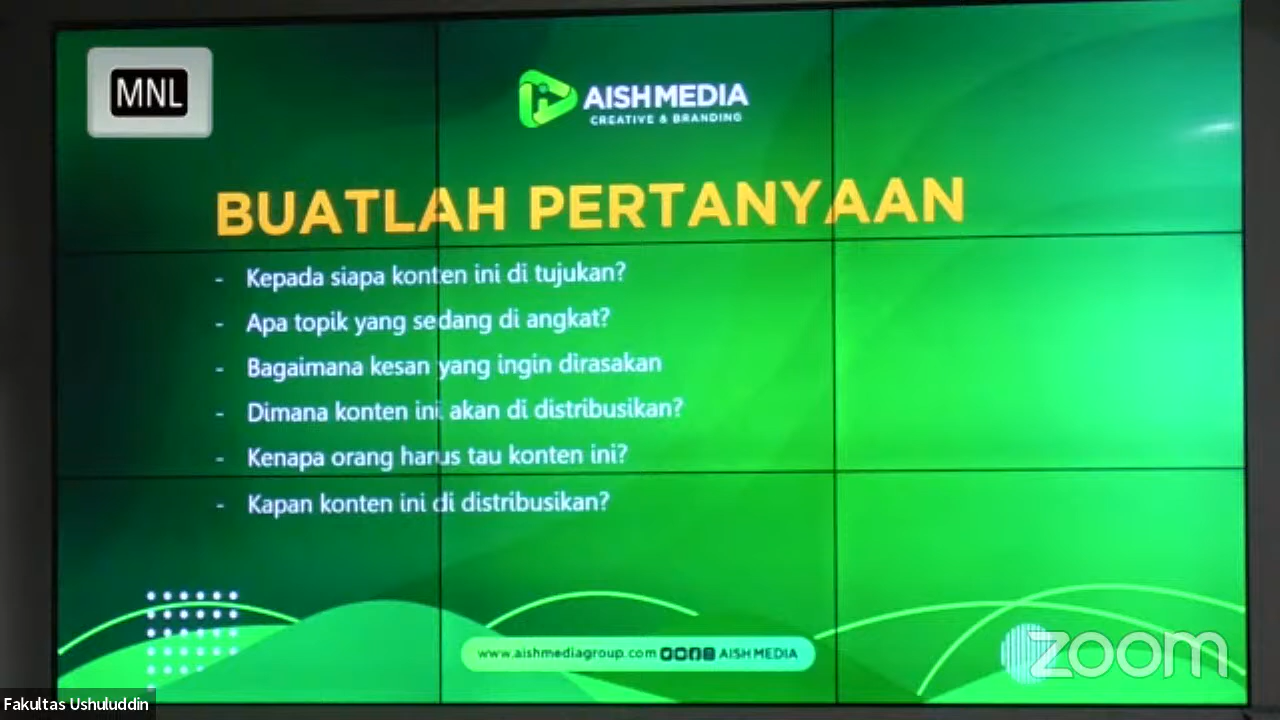 MNL
AISHMEDIA
CREATIVE & BRANDING
BUATLAH PERTANYAAN
- Kepada siapa konten ini di tujukan?
- Apa topik yang sedang di angkat?
- Bagaimana kesan yang ingin dirasakan
- Dimana konten ini akan di distribusikan?
- Kenapa orang harus tau konten ini?
- Kapan konten ini di distribusikan?
www.aishmediagroup.com AISH MEDIA
zoom
Fakultas Ushuluddin